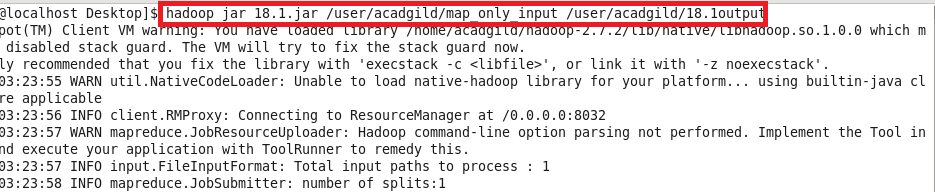 @localhost Desktop]$ hadoop jar 18.1.jar /user/acadgild/map_only_input /user/acadgild/18.1output
pot(TM) Client VM warning: You have loaded library /home/acadgild/hadoop-2.7.2/lib/native/libhadoop.so.1.0.0 which m
disabled stack guard. The VM will try to fix the stack guard now.
ly recommended that you fix the library with 'execstack -c <libfile>', or link it with '-z noexecstack'.
03:23:55 WARN util.NativeCodeLoader: Unable to load native-hadoop library for your platform... using builtin-java cl
re applicable
03:23:56 INFO client.RMProxy: Connecting to ResourceManager at /0.0.0.0:8032
03:23:57 WARN mapreduce.JobResourceUploader: Hadoop command-line option parsing not performed. Implement the Tool in
nd execute your application with ToolRunner to remedy this.
03:23:57 INFO input.FileInputFormat: Total input paths to process : 1
03:23:58 INFO mapreduce.JobSubmitter: number of splits:1